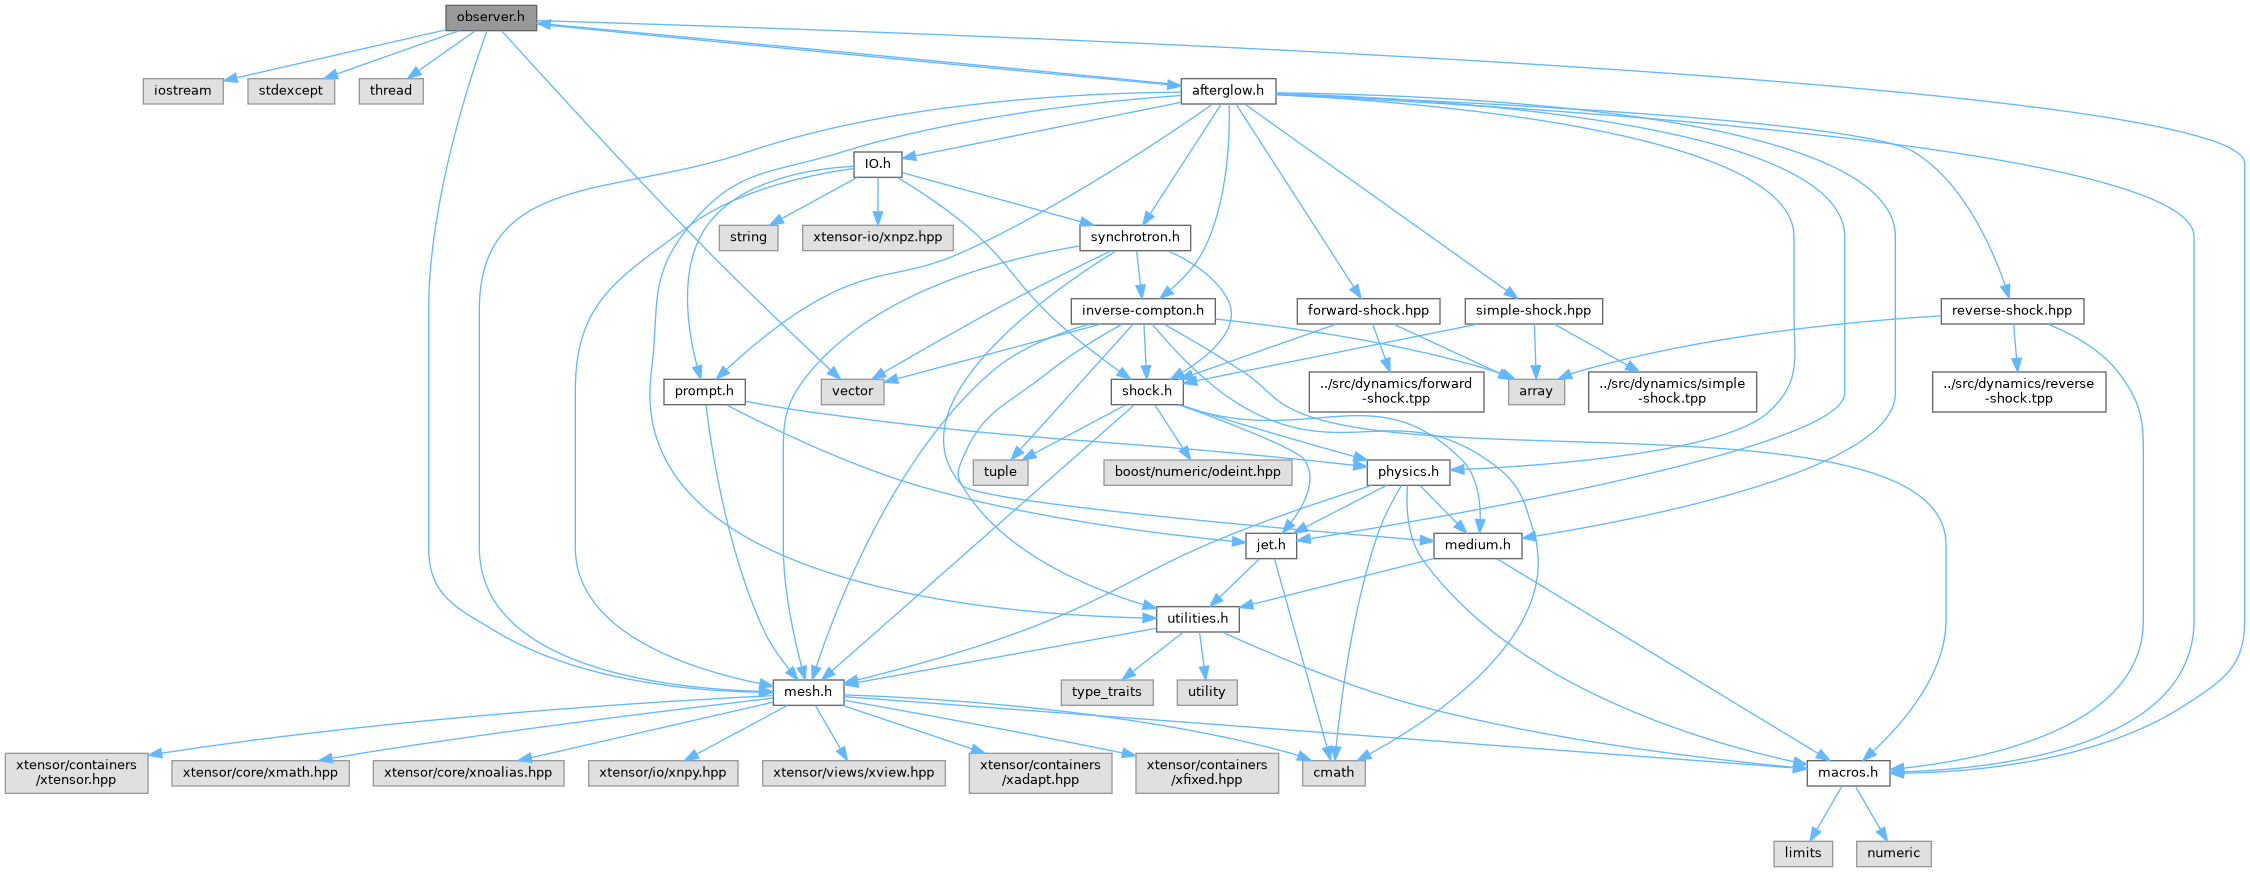 observer.h
iostream
stdexcept
thread
afterglow.h
IO.h
string
xtensor-io/xnpz.hpp
synchrotron.h
inverse-compton.h
forward-shock.hpp
simple-shock.hpp
reverse-shock.hpp
prompt.h
vector
shock.h
../src/dynamics/forward
-shock.tpp
array
../src/dynamics/simple
-shock.tpp
../src/dynamics/reverse
-shock.tpp
tuple
boost/numeric/odeint.hpp
physics.h
jet.h
medium.h
utilities.h
mesh.h
type_traits
utility
xtensor/containers
/xtensor.hpp
xtensor/core/xmath.hpp
xtensor/core/xnoalias.hpp
xtensor/io/xnpy.hpp
xtensor/views/xview.hpp
xtensor/containers
/xadapt.hpp
xtensor/containers
/xfixed.hpp
cmath
macros.h
limits
numeric